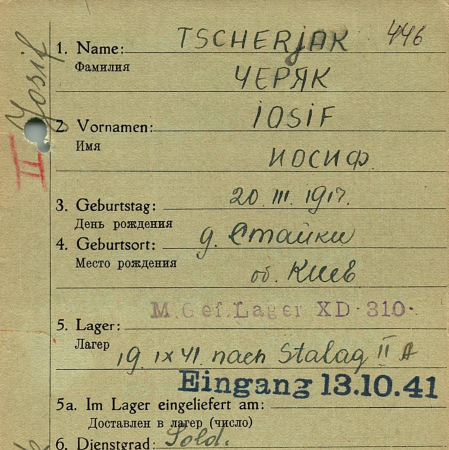 TSCHERJAK 446
1. Name:
Фамилия
ЧЕРЯК
IOSIF
2. Vornamen:
Имя
ИОСИФ
20. III. 1917.
3. Geburtstag:
День рождения
4. Geburtsort: д. Стайки
Место рождения
об. Киев
M.Gef.Lager XD-310-
5. Lager:
Лагер
19. IX 41. nach Stalag II A
Eingang 13.10.41
5a. Im Lager eingeliefert am:
Доставлен в лагер (число)
6. Dienstgrad: Sold.
II Yosif